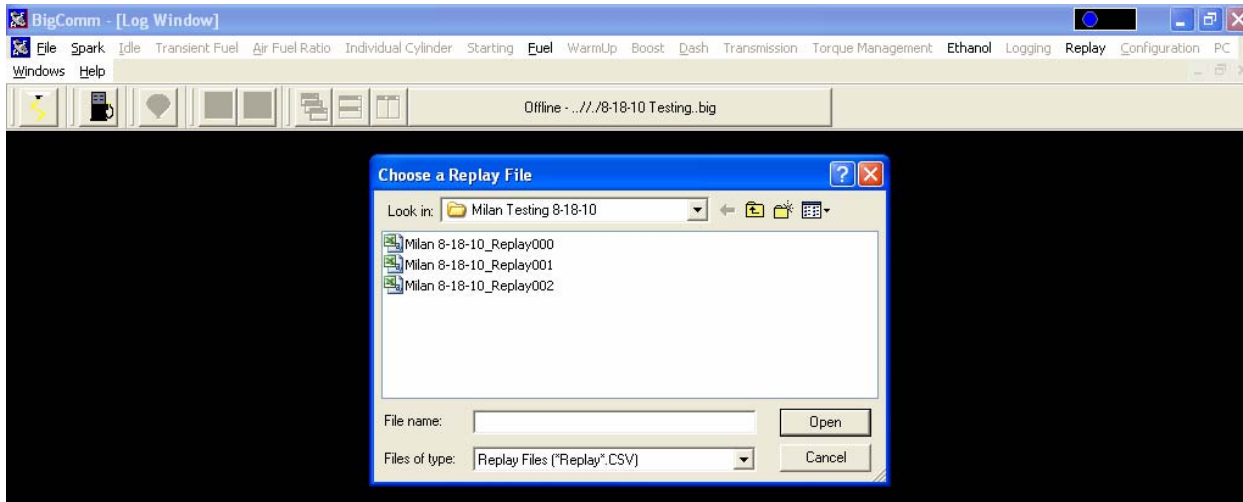 BigComm - [Log Window]
File Spark Idle Transient Fuel Air Fuel Ratio Individual Cylinder Starting Fuel WarmUp Boost Dash Transmission Torque Management Ethanol Logging Replay Configuration PC
Windows Help
Offline - ..//./8-18-10 Testing..big
Choose a Replay File
Look in: Milan Testing 8-18-10
Milan 8-18-10_Replay000
Milan 8-18-10_Replay001
Milan 8-18-10_Replay002
File name: Open
Files of type: Replay Files (*Replay*.CSV) Cancel